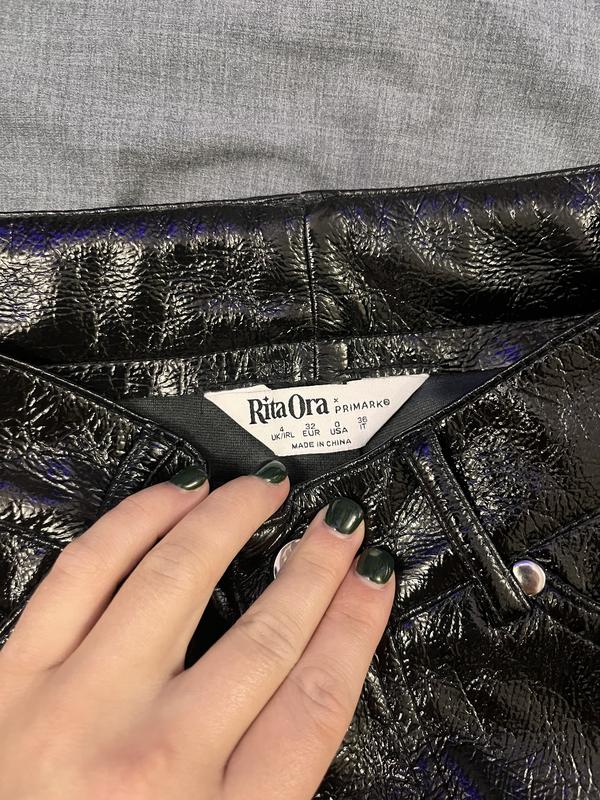 Rita Ora × PRIMARK®
4 32 0 36
UK/IRL EUR USA IT
MADE IN CHINA